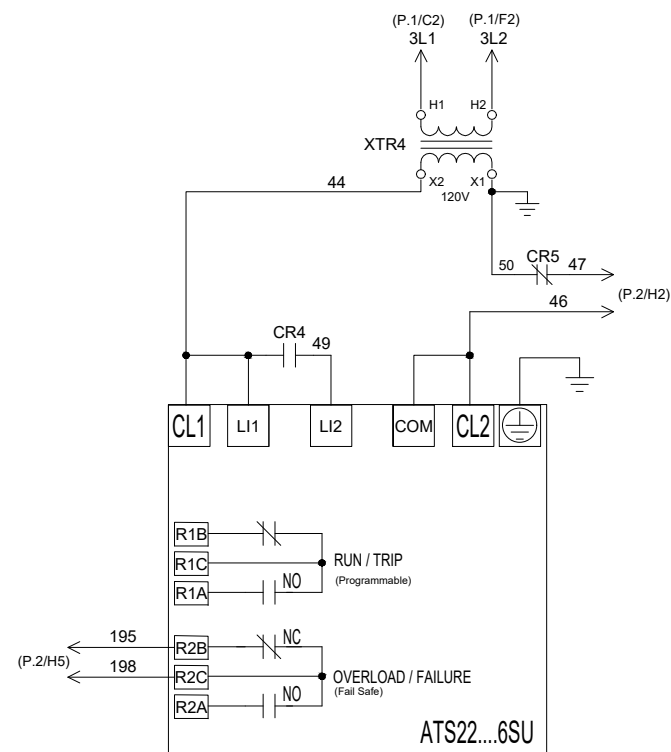 (P.1/C2) (P.1/F2)
3L1 3L2
H1 H2
XTR4
X2 X1
44
120V
CR5
50 47
(P.2/H2)
46
CR4
49
CL1 LI1 LI2 COM CL2
R1B
R1C RUN / TRIP
(Programmable)
R1A NO
195
R2B NC
(P.2/H5)
198
R2C OVERLOAD / FAILURE
(Fail Safe)
R2A NO
ATS22....6SU